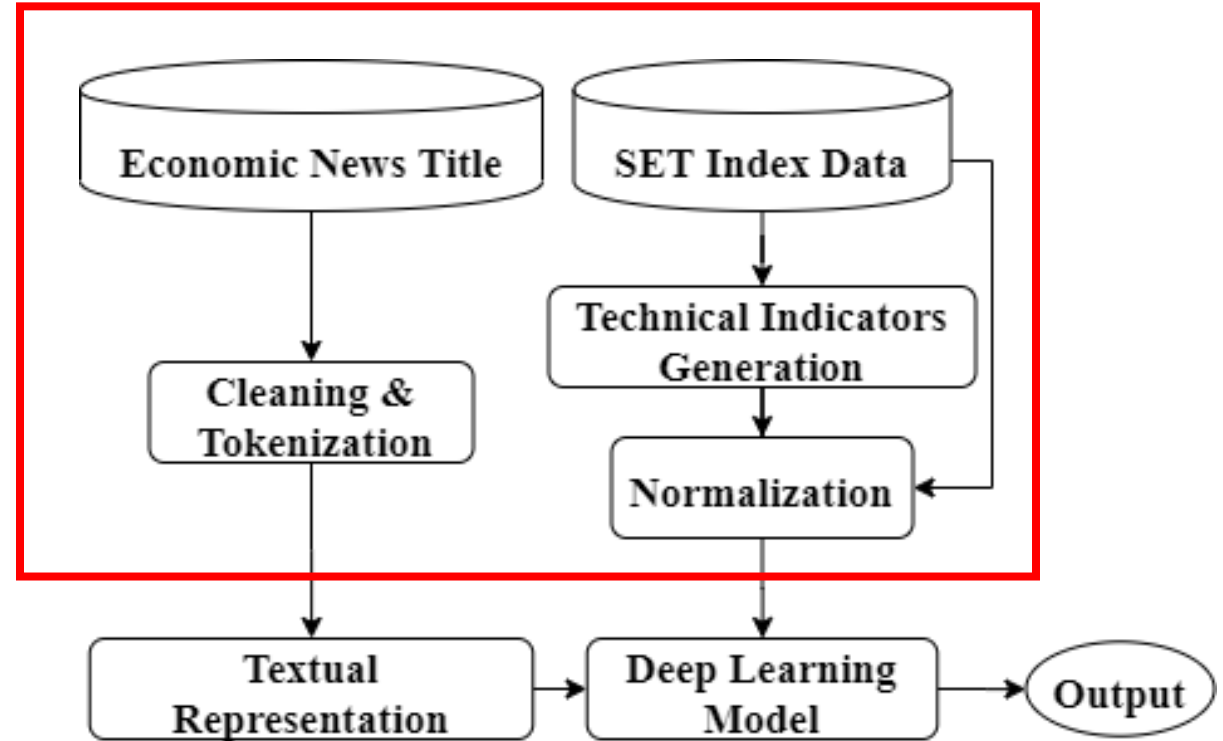 Economic News Title
SET Index Data
Technical Indicators
Generation
Cleaning &
Tokenization
Normalization
Textual
Representation
Deep Learning
Model
Output